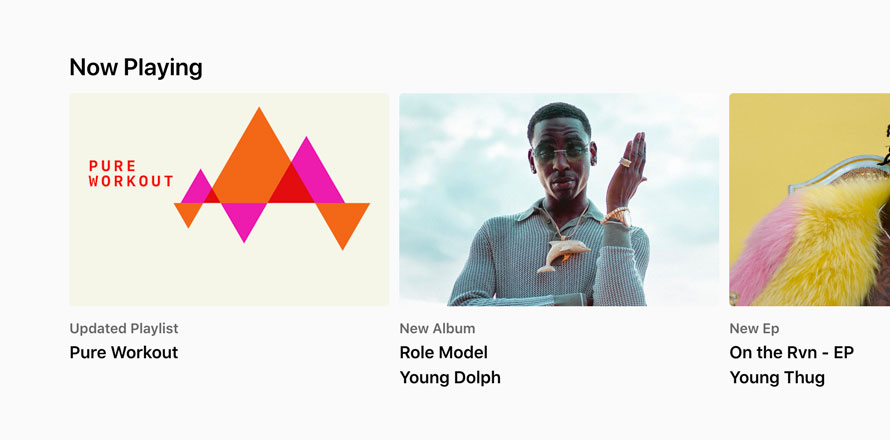 Now Playing
PURE
WORKOUT
Updated Playlist
Pure Workout
New Album
Role Model
Young Dolph
New Ep
On the Rvn - EP
Young Thug